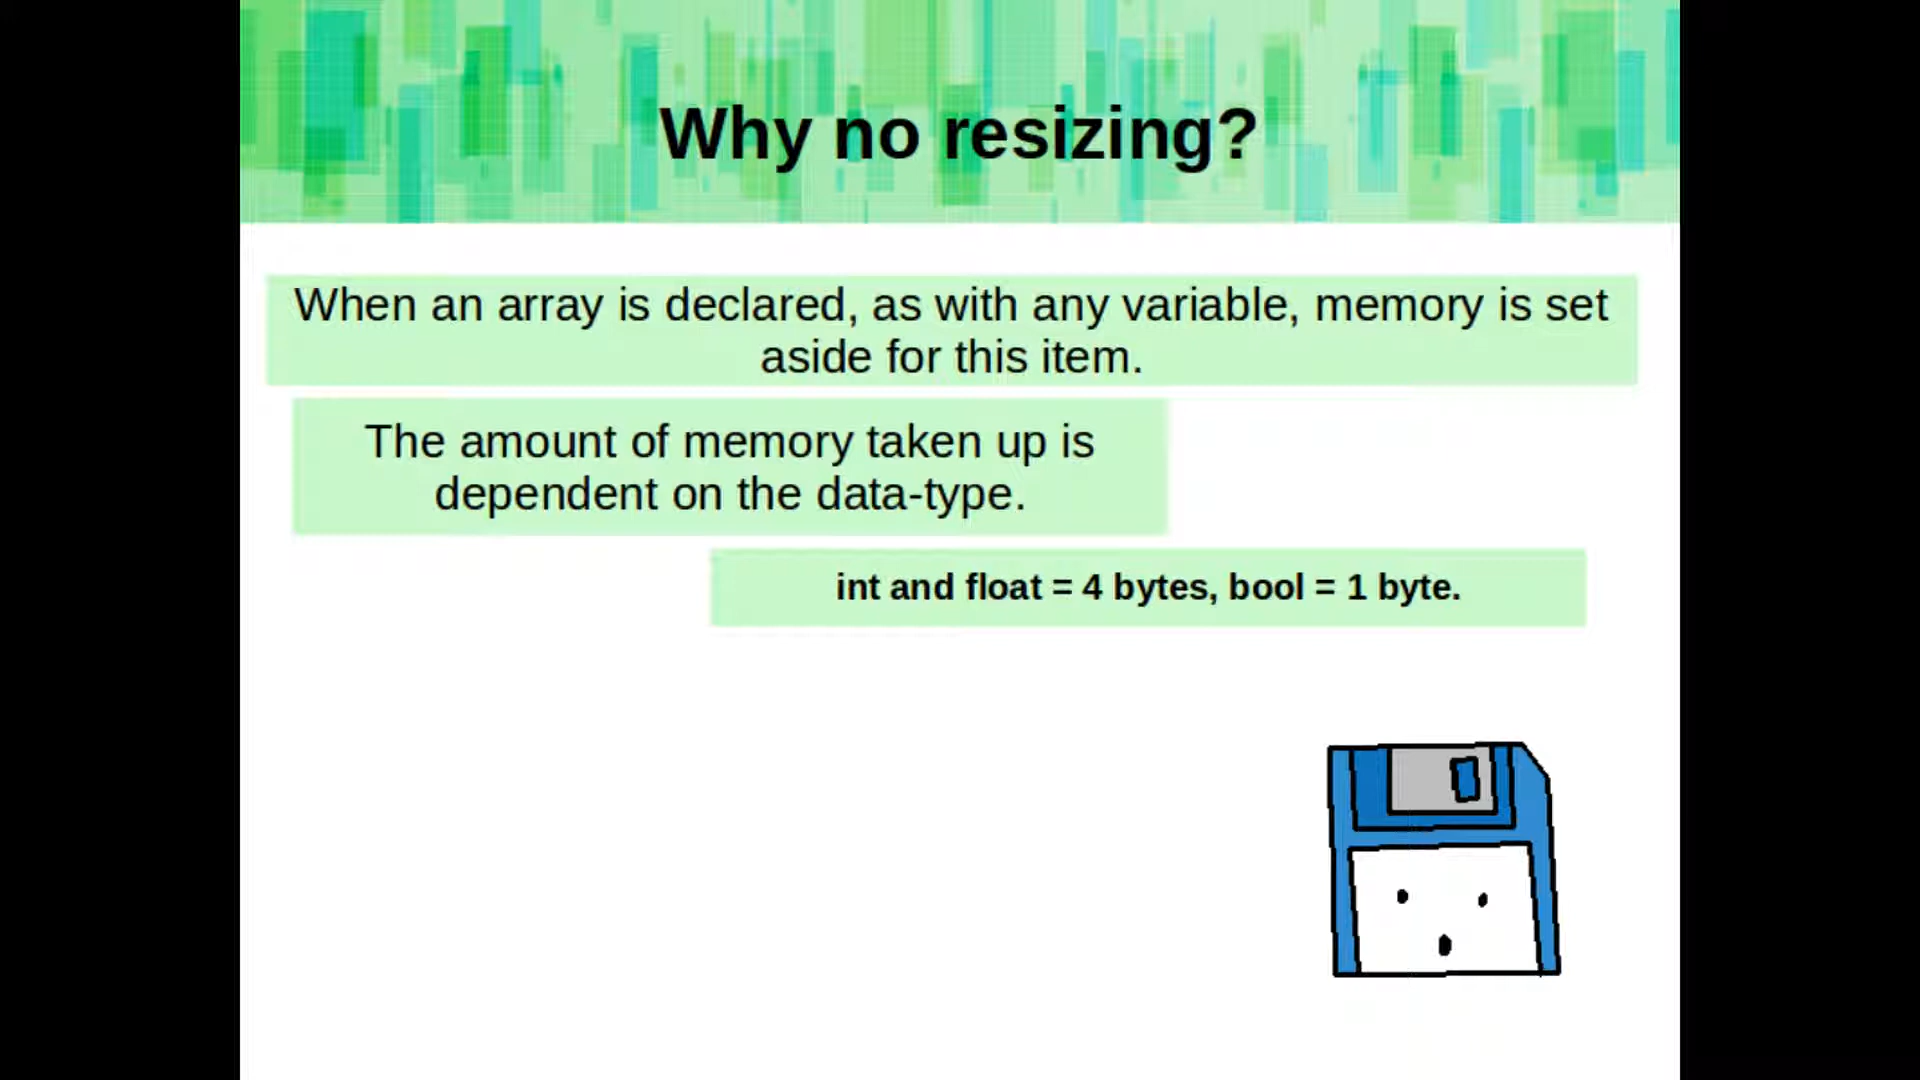 Why no resizing?
When an array is declared, as with any variable, memory is set
aside for this item.
The amount of memory taken up is
dependent on the data-type.
int and float = 4 bytes, bool = 1 byte.